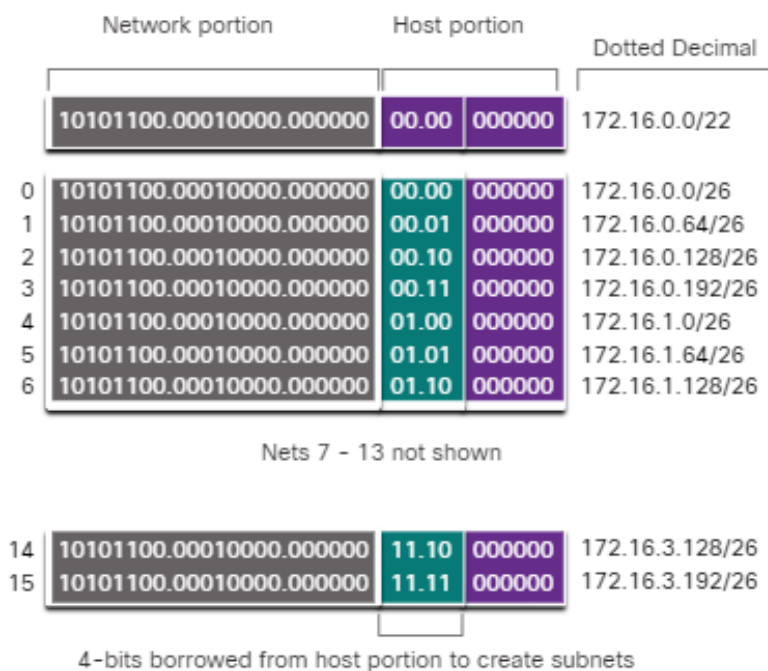 Network portion Host portion Dotted Decimal
10101100.00010000.000000 00.00 000000 172.16.0.0/22
0 10101100.00010000.000000 00.00 000000 172.16.0.0/26
1 10101100.00010000.000000 00.01 000000 172.16.0.64/26
2 10101100.00010000.000000 00.10 000000 172.16.0.128/26
3 10101100.00010000.000000 00.11 000000 172.16.0.192/26
4 10101100.00010000.000000 01.00 000000 172.16.1.0/26
5 10101100.00010000.000000 01.01 000000 172.16.1.64/26
6 10101100.00010000.000000 01.10 000000 172.16.1.128/26
Nets 7 - 13 not shown
14 10101100.00010000.000000 11.10 000000 172.16.3.128/26
15 10101100.00010000.000000 11.11 000000 172.16.3.192/26
4-bits borrowed from host portion to create subnets